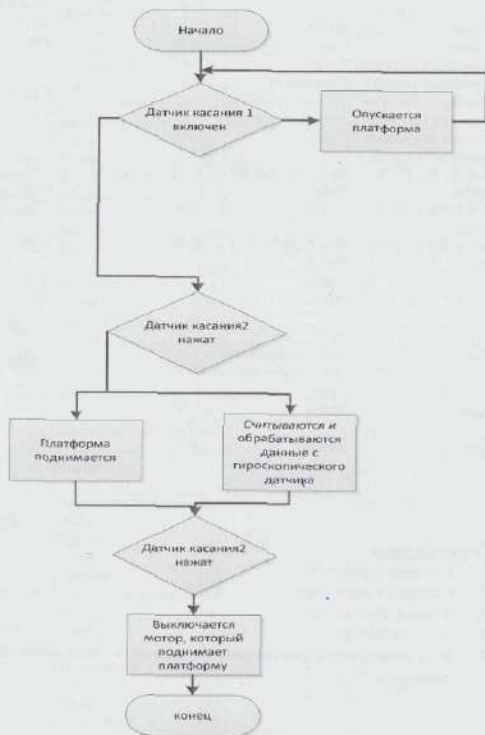 Начало
Датчик касания 1
включен
Опускается
платформа
Датчик касания2
нажат
Платформа
поднимается
Считываются и
обрабатываются
данные с
гироскопического
датчика
Датчик касания2
нажат
Выключается
мотор, который
поднимает
платформу
конец